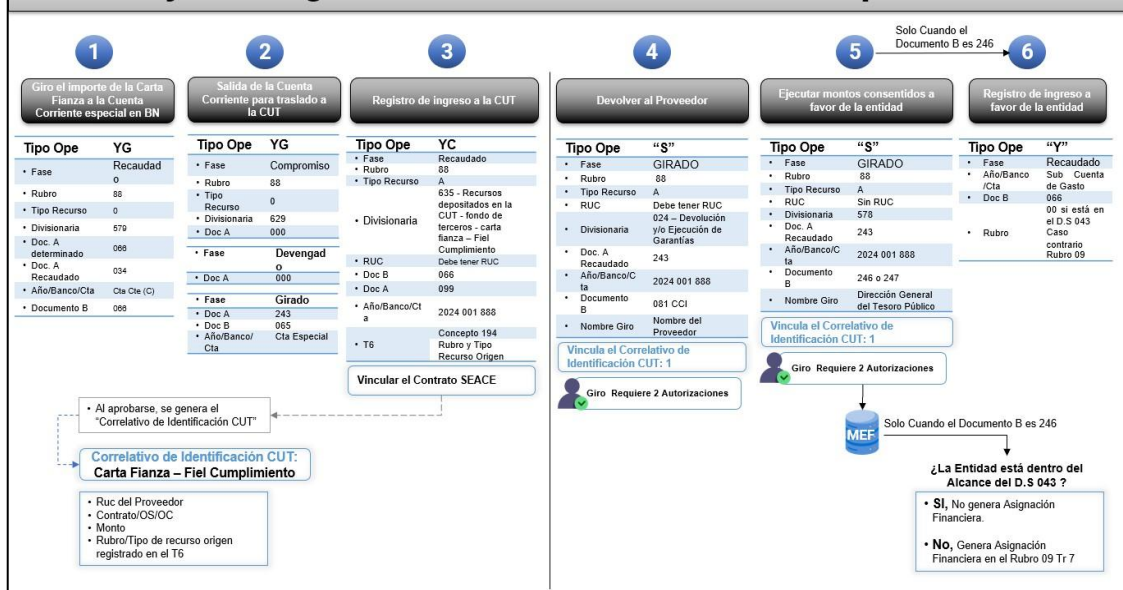 Solo Cuando el
Documento B es 246
1
2
3
4
5
6
Giro el importe de la Carta
Fianza a la Cuenta
Corriente especial en BN
Tipo Ope YG
• Fase Recaudad
o
• Rubro 88
• Tipo Recurso 0
• Divisionaria 579
• Doc. A
determinado 066
• Doc. A
Recaudado 034
• Año/Banco/Cta Cta Cte (C)
• Documento B 066
Salida de la Cuenta
Corriente para traslado a
la CUT
Tipo Ope YG
• Fase Compromiso
• Rubro 88
• Tipo
Recurso 0
• Divisionaria 629
• Doc A 000
• Fase Devengad
o
• Doc A 000
• Fase Girado
• Doc A 243
• Doc B 065
• Año/Banco/
Cta Cta Especial
Registro de ingreso a la CUT
Tipo Ope YC
• Fase Recaudado
• Rubro 88
• Tipo Recurso A
• Divisionaria 635 - Recursos
depositados en la
CUT - fondo de
terceros - carta
fianza – Fiel
Cumplimiento
• RUC Debe tener RUC
• Doc B 066
• Doc A 099
• Año/Banco/Ct
a 2024 001 888
• T6 Concepto 194
Rubro y Tipo
Recurso Origen
Vincular el Contrato SEACE
• Al aprobarse, se genera el
“Correlativo de Identificación CUT”
Correlativo de Identificación CUT:
Carta Fianza – Fiel Cumplimiento
• Ruc del Proveedor
• Contrato/OS/OC
• Monto
• Rubro/Tipo de recurso origen
registrado en el T6
Devolver al Proveedor
Tipo Ope “S”
• Fase GIRADO
• Rubro 88
• Tipo Recurso A
• RUC Debe tener RUC
• Divisionaria 024 – Devolución
y/o Ejecución de
Garantías
• Doc. A
Recaudado 243
• Año/Banco/C
ta 2024 001 888
• Documento
B 081 CCI
• Nombre Giro Nombre del
Proveedor
Vincula el Correlativo de
Identificación CUT: 1
Giro Requiere 2 Autorizaciones
Ejecutar montos consentidos a
favor de la entidad
Tipo Ope “S”
• Fase GIRADO
• Rubro 88
• Tipo Recurso A
• RUC Sin RUC
• Divisionaria 578
• Doc. A
Recaudado 243
• Año/Banco/C
ta 2024 001 888
• Documento
B 246 o 247
• Nombre Giro Dirección General
del Tesoro Público
Vincula el Correlativo de
Identificación CUT: 1
Giro Requiere 2 Autorizaciones
MEF
Solo Cuando el Documento B es 246
Registro de ingreso a
favor de la entidad
Tipo Ope “Y”
• Fase Recaudado
• Año/Banco
/Cta Sub Cuenta
de Gasto
• Doc B 066
• Rubro 00 si está en
el D.S 043
Caso
contrario
Rubro 09
¿La Entidad está dentro del
Alcance del D.S 043 ?
• SI, No genera Asignación
Financiera.
• No, Genera Asignación
Financiera en el Rubro 09 Tr 7